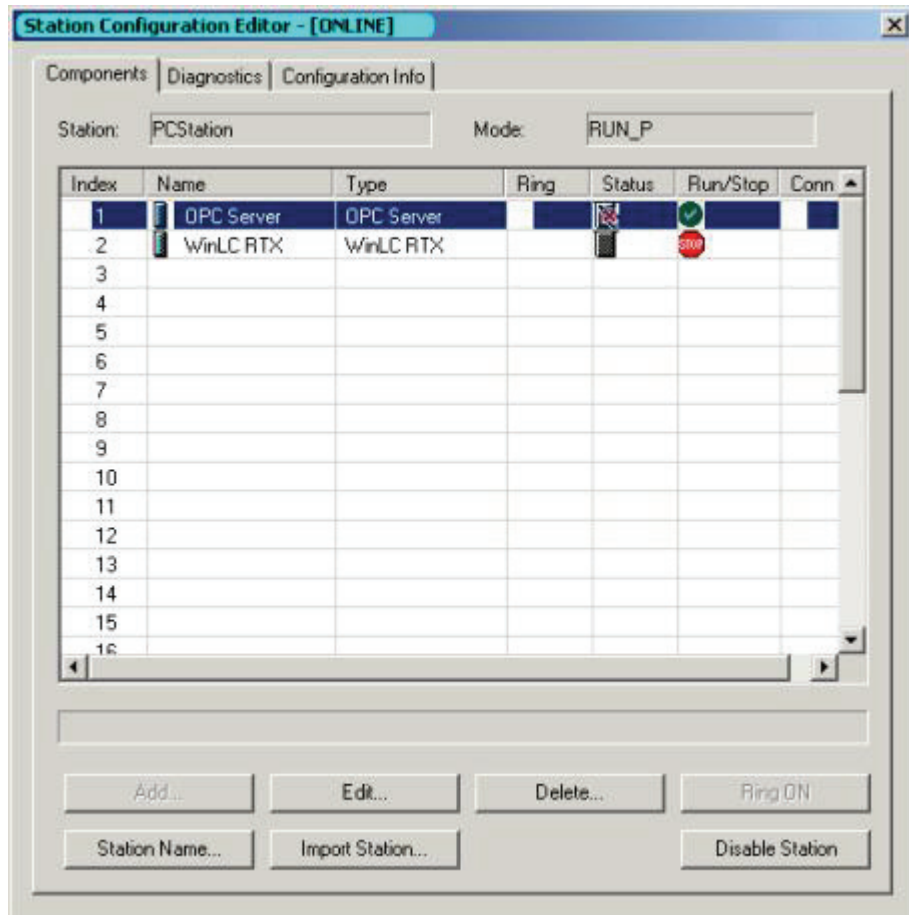 Station Configuration Editor - [ONLINE]
Components Diagnostics Configuration Info
Station: PCStation Mode: RUN_P
Index Name Type Ring Status Run/Stop Conn
1 OPC Server OPC Server
2 WinLC RTX WinLC RTX STOP
3
4
5
6
7
8
9
10
11
12
13
14
15
16
Add... Edit... Delete... Ring ON
Station Name... Import Station... Disable Station